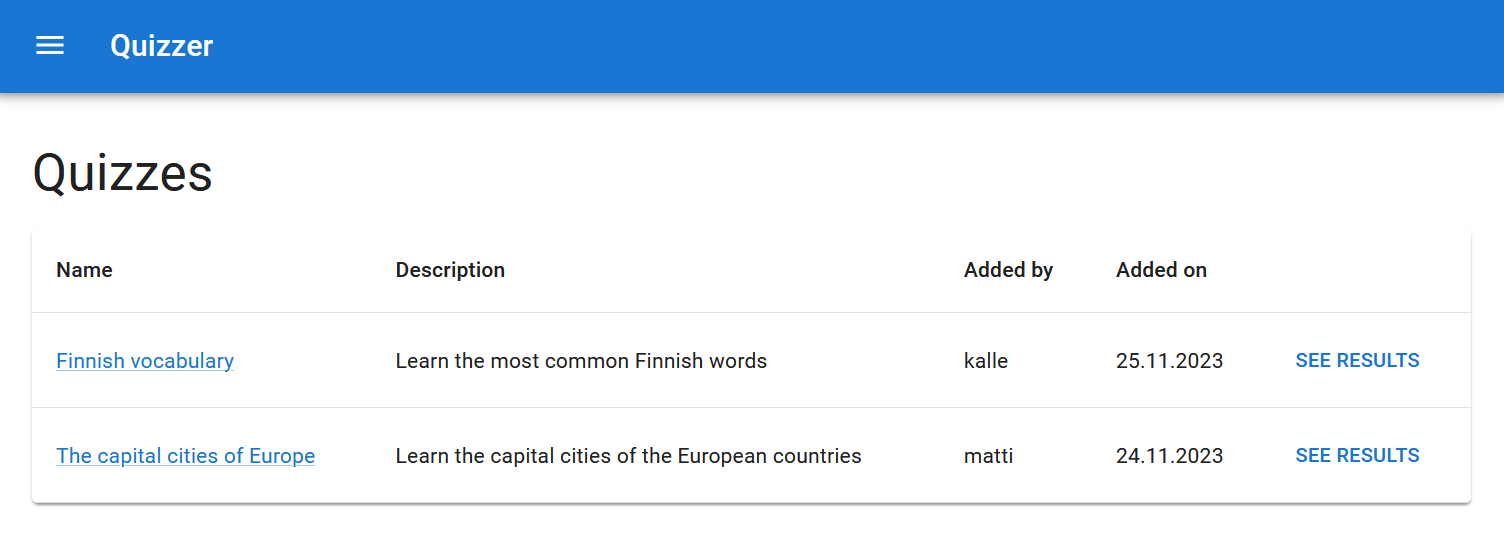 Quizzer
Quizzes
Name Description Added by Added on
Finnish vocabulary Learn the most common Finnish words kalle 25.11.2023 SEE RESULTS
The capital cities of Europe Learn the capital cities of the European countries matti 24.11.2023 SEE RESULTS